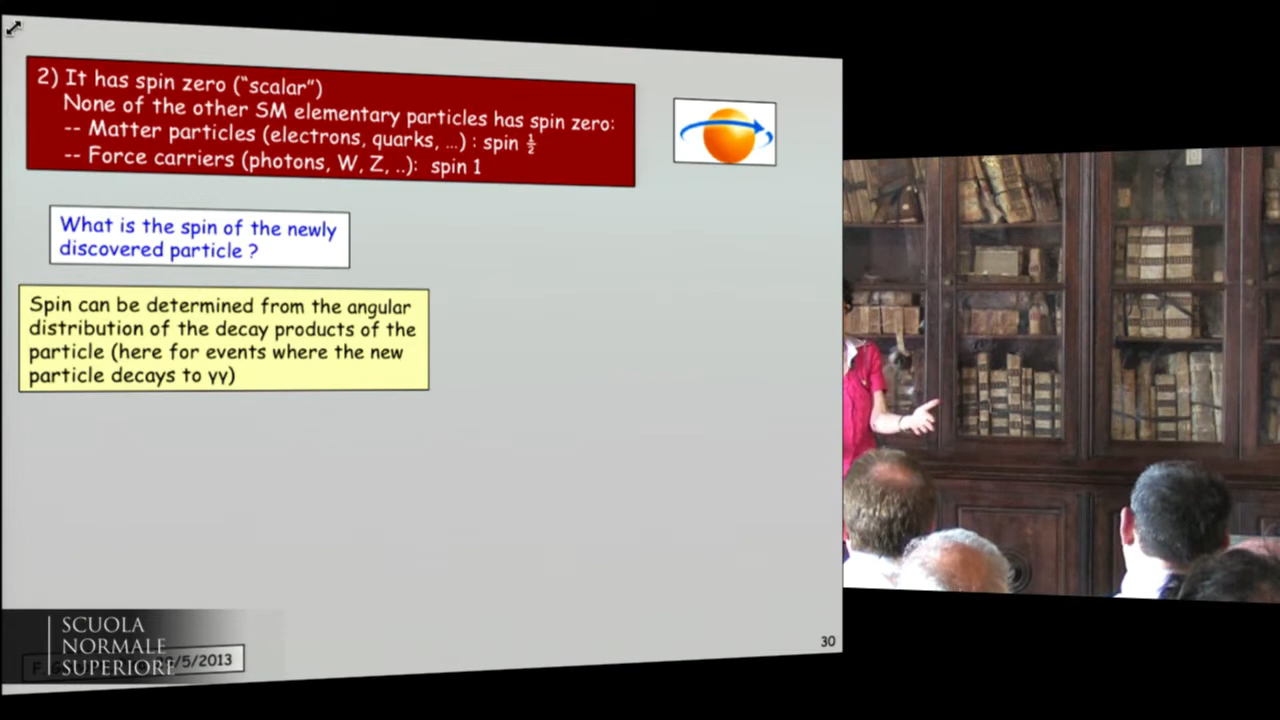 2) It has spin zero (“scalar”)
None of the other SM elementary particles has spin zero:
-- Matter particles (electrons, quarks, …) : spin ½
-- Force carriers (photons, W, Z, ..): spin 1
What is the spin of the newly
discovered particle ?
Spin can be determined from the angular
distribution of the decay products of the
particle (here for events where the new
particle decays to γγ)
30
SCUOLA
NORMALE
SUPERIORE
/5/2013